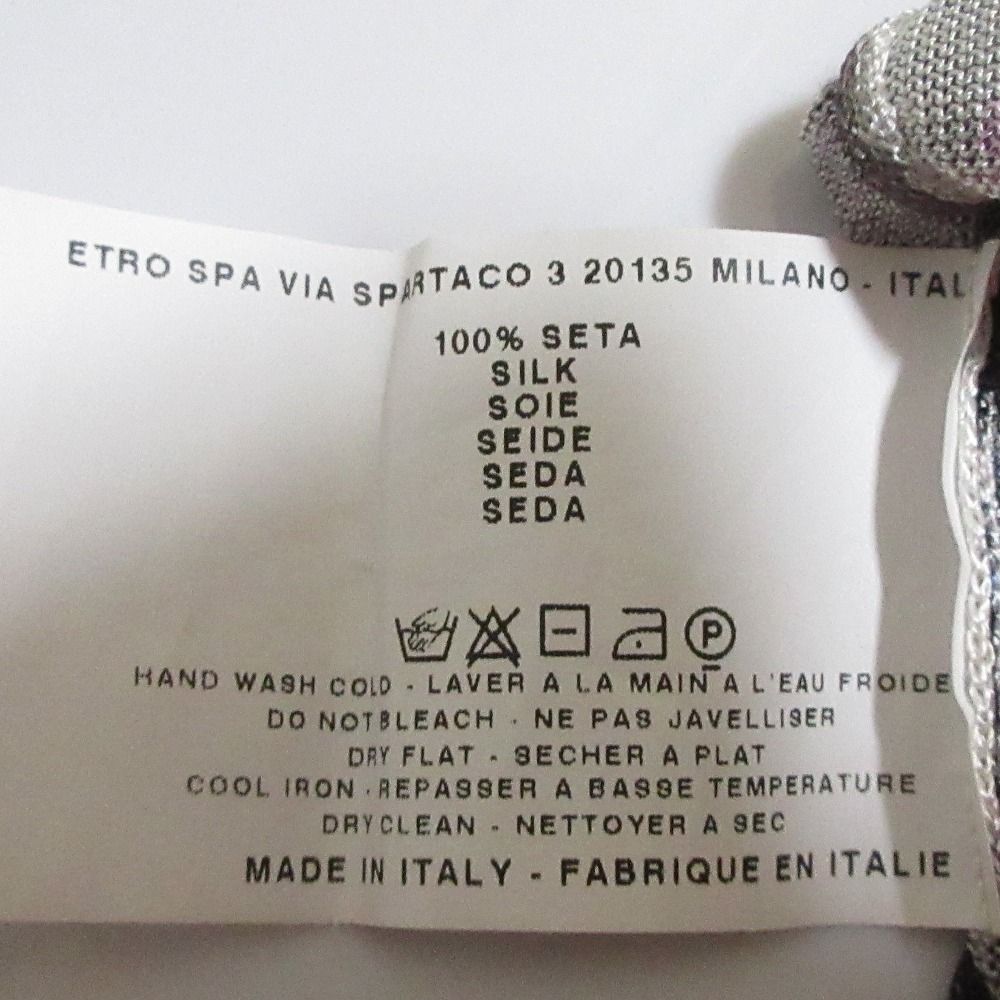 ETRO SPA VIA SPARTACO 3 20135 MILANO - ITAL
100% SETA
SILK
SOIE
SEIDE
SEDA
SEDA
P
HAND WASH COLD - LAVER A LA MAIN A L'EAU FROIDE
DO NOT BLEACH - NE PAS JAVELLISER
DRY FLAT - SECHER A PLAT
COOL IRON - REPASSER A BASSE TEMPERATURE
DRYCLEAN - NETTOYER A SEC
MADE IN ITALY - FABRIQUE EN ITALIE